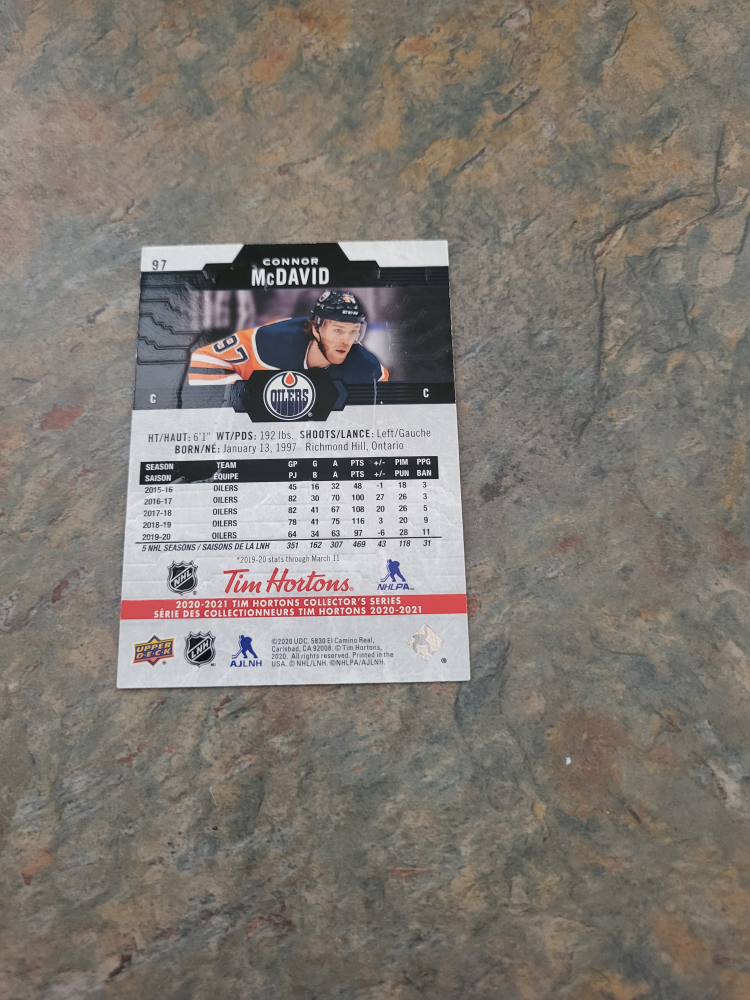 97
CONNOR
McDAVID
97
OILERS
C C
HT/HAUT: 6'1" WT/PDS: 192 lbs. SHOOTS/LANCE: Left/Gauche
BORN/NÉ: January 13, 1997 Richmond Hill, Ontario
SEASON TEAM GP G A PTS +/- PIM PPG
SAISON ÉQUIPE PJ B A PTS +/- PUN BAN
2015-16 OILERS 45 16 32 48 -1 18 3
2016-17 OILERS 82 30 70 100 27 26 3
2017-18 OILERS 82 41 67 108 20 26 5
2018-19 OILERS 78 41 75 116 3 20 9
2019-20 OILERS 64 34 63 97 -6 28 11
5 NHL SEASONS / SAISONS DE LA LNH 351 162 307 469 43 118 31
*2019-20 stats through March 11
NHL Tim Hortons. NHLPA
2020-2021 TIM HORTONS COLLECTOR'S SERIES
SÉRIE DES COLLECTIONNEURS TIM HORTONS 2020-2021
UPPER DECK LNH AJLNH
©2020 UDC. 5830 El Camino Real,
Carlsbad, CA 92008. © Tim Hortons,
2020. All rights reserved. Printed in the
USA. © NHL/LNH. ©NHLPA/AJLNH.